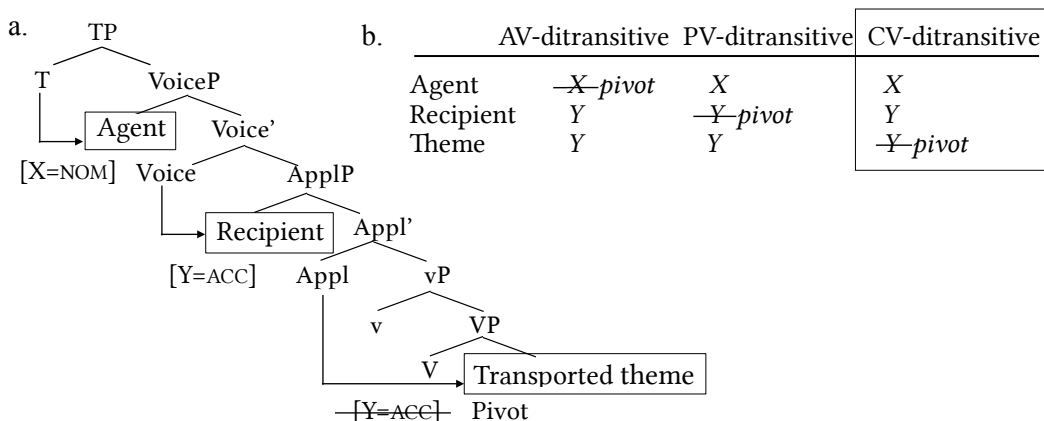 a.
TP
T
VoiceP
Agent
Voice’
[X=NOM]
Voice
ApplP
Recipient
Appl’
[Y=ACC]
Appl
vP
v
VP
V
Transported theme
[Y=ACC] Pivot
b.
AV-ditransitive PV-ditransitive CV-ditransitive
Agent X pivot X X
Recipient Y Y pivot Y
Theme Y Y Y pivot